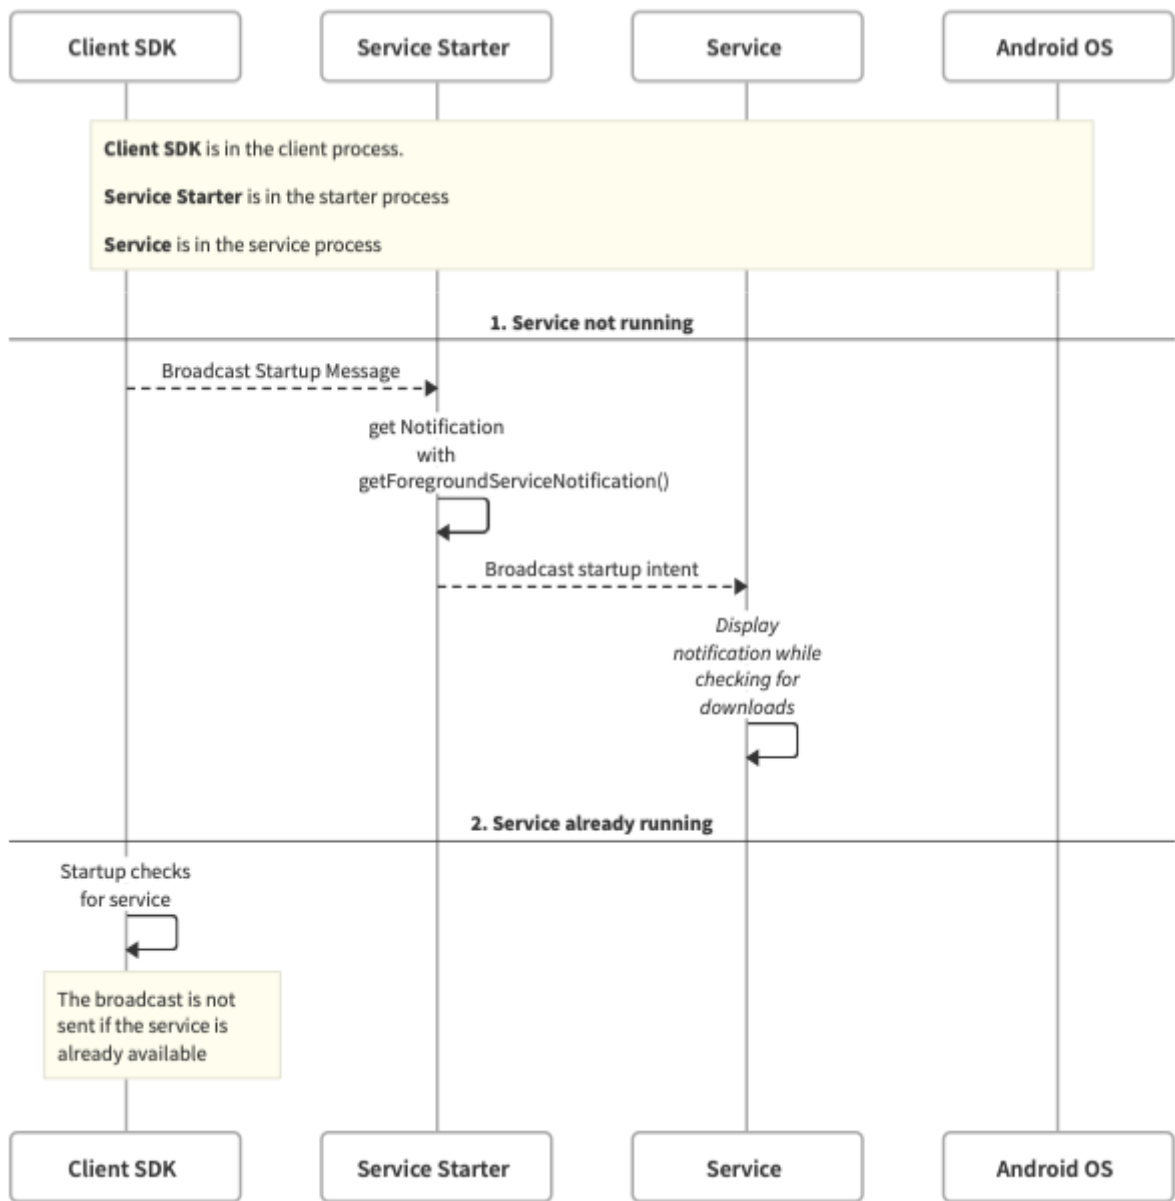 Client SDK
Service Starter
Service
Android OS
Client SDK is in the client process.
Service Starter is in the starter process
Service is in the service process
1. Service not running
Broadcast Startup Message
get Notification
with
getForegroundServiceNotification()
Broadcast startup intent
Display
notification while
checking for
downloads
2. Service already running
Startup checks
for service
The broadcast is not
sent if the service is
already available
Client SDK
Service Starter
Service
Android OS